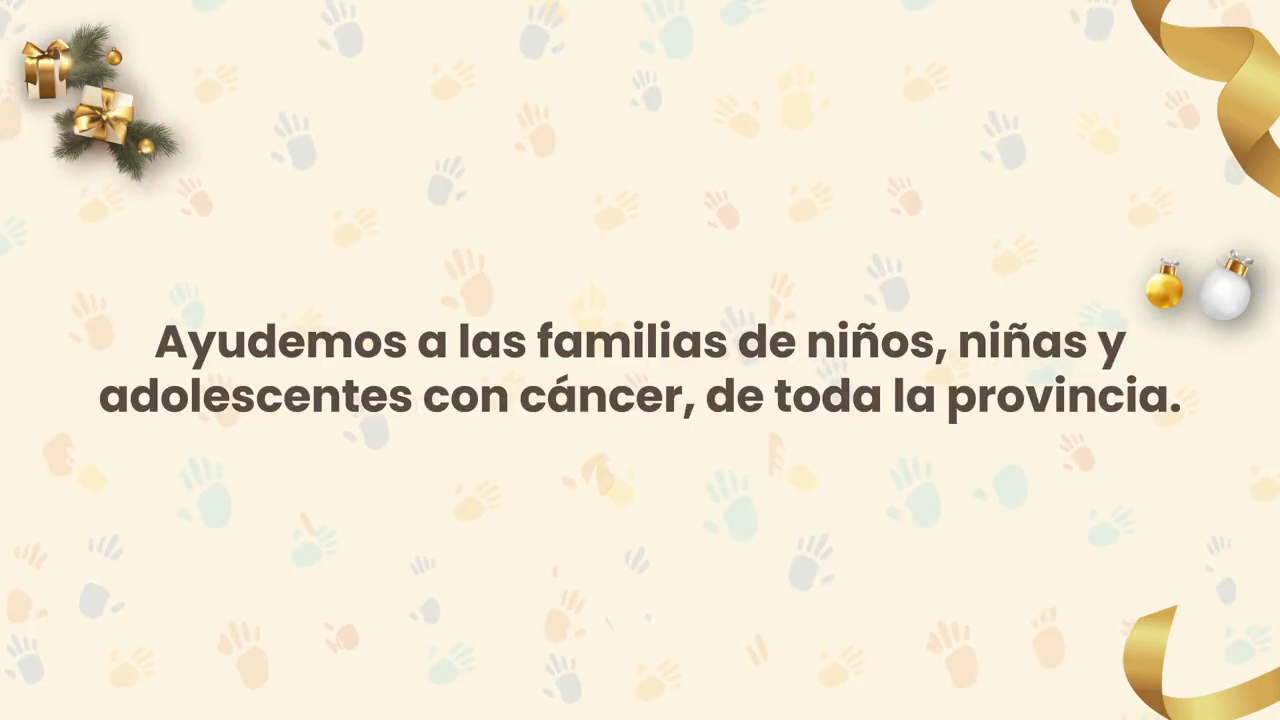 Ayudemos a las familias de niños, niñas y
adolescentes con cáncer, de toda la provincia.